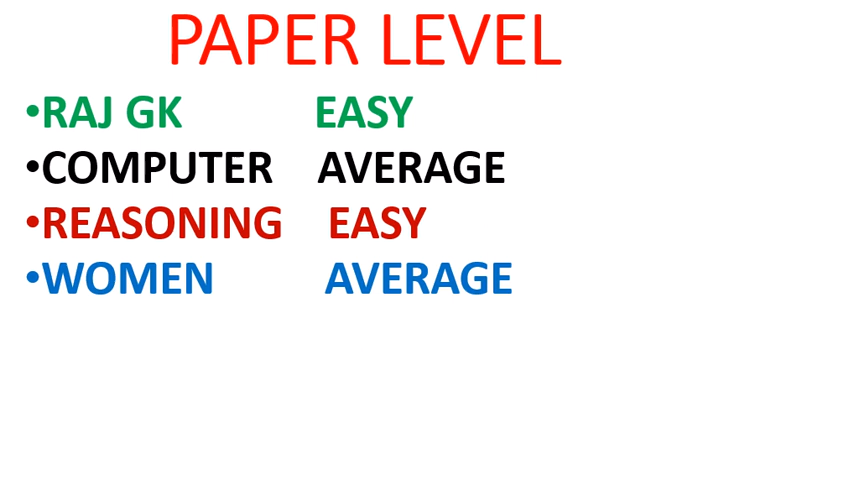 PAPER LEVEL
•RAJ GK EASY
•COMPUTER AVERAGE
•REASONING EASY
•WOMEN AVERAGE